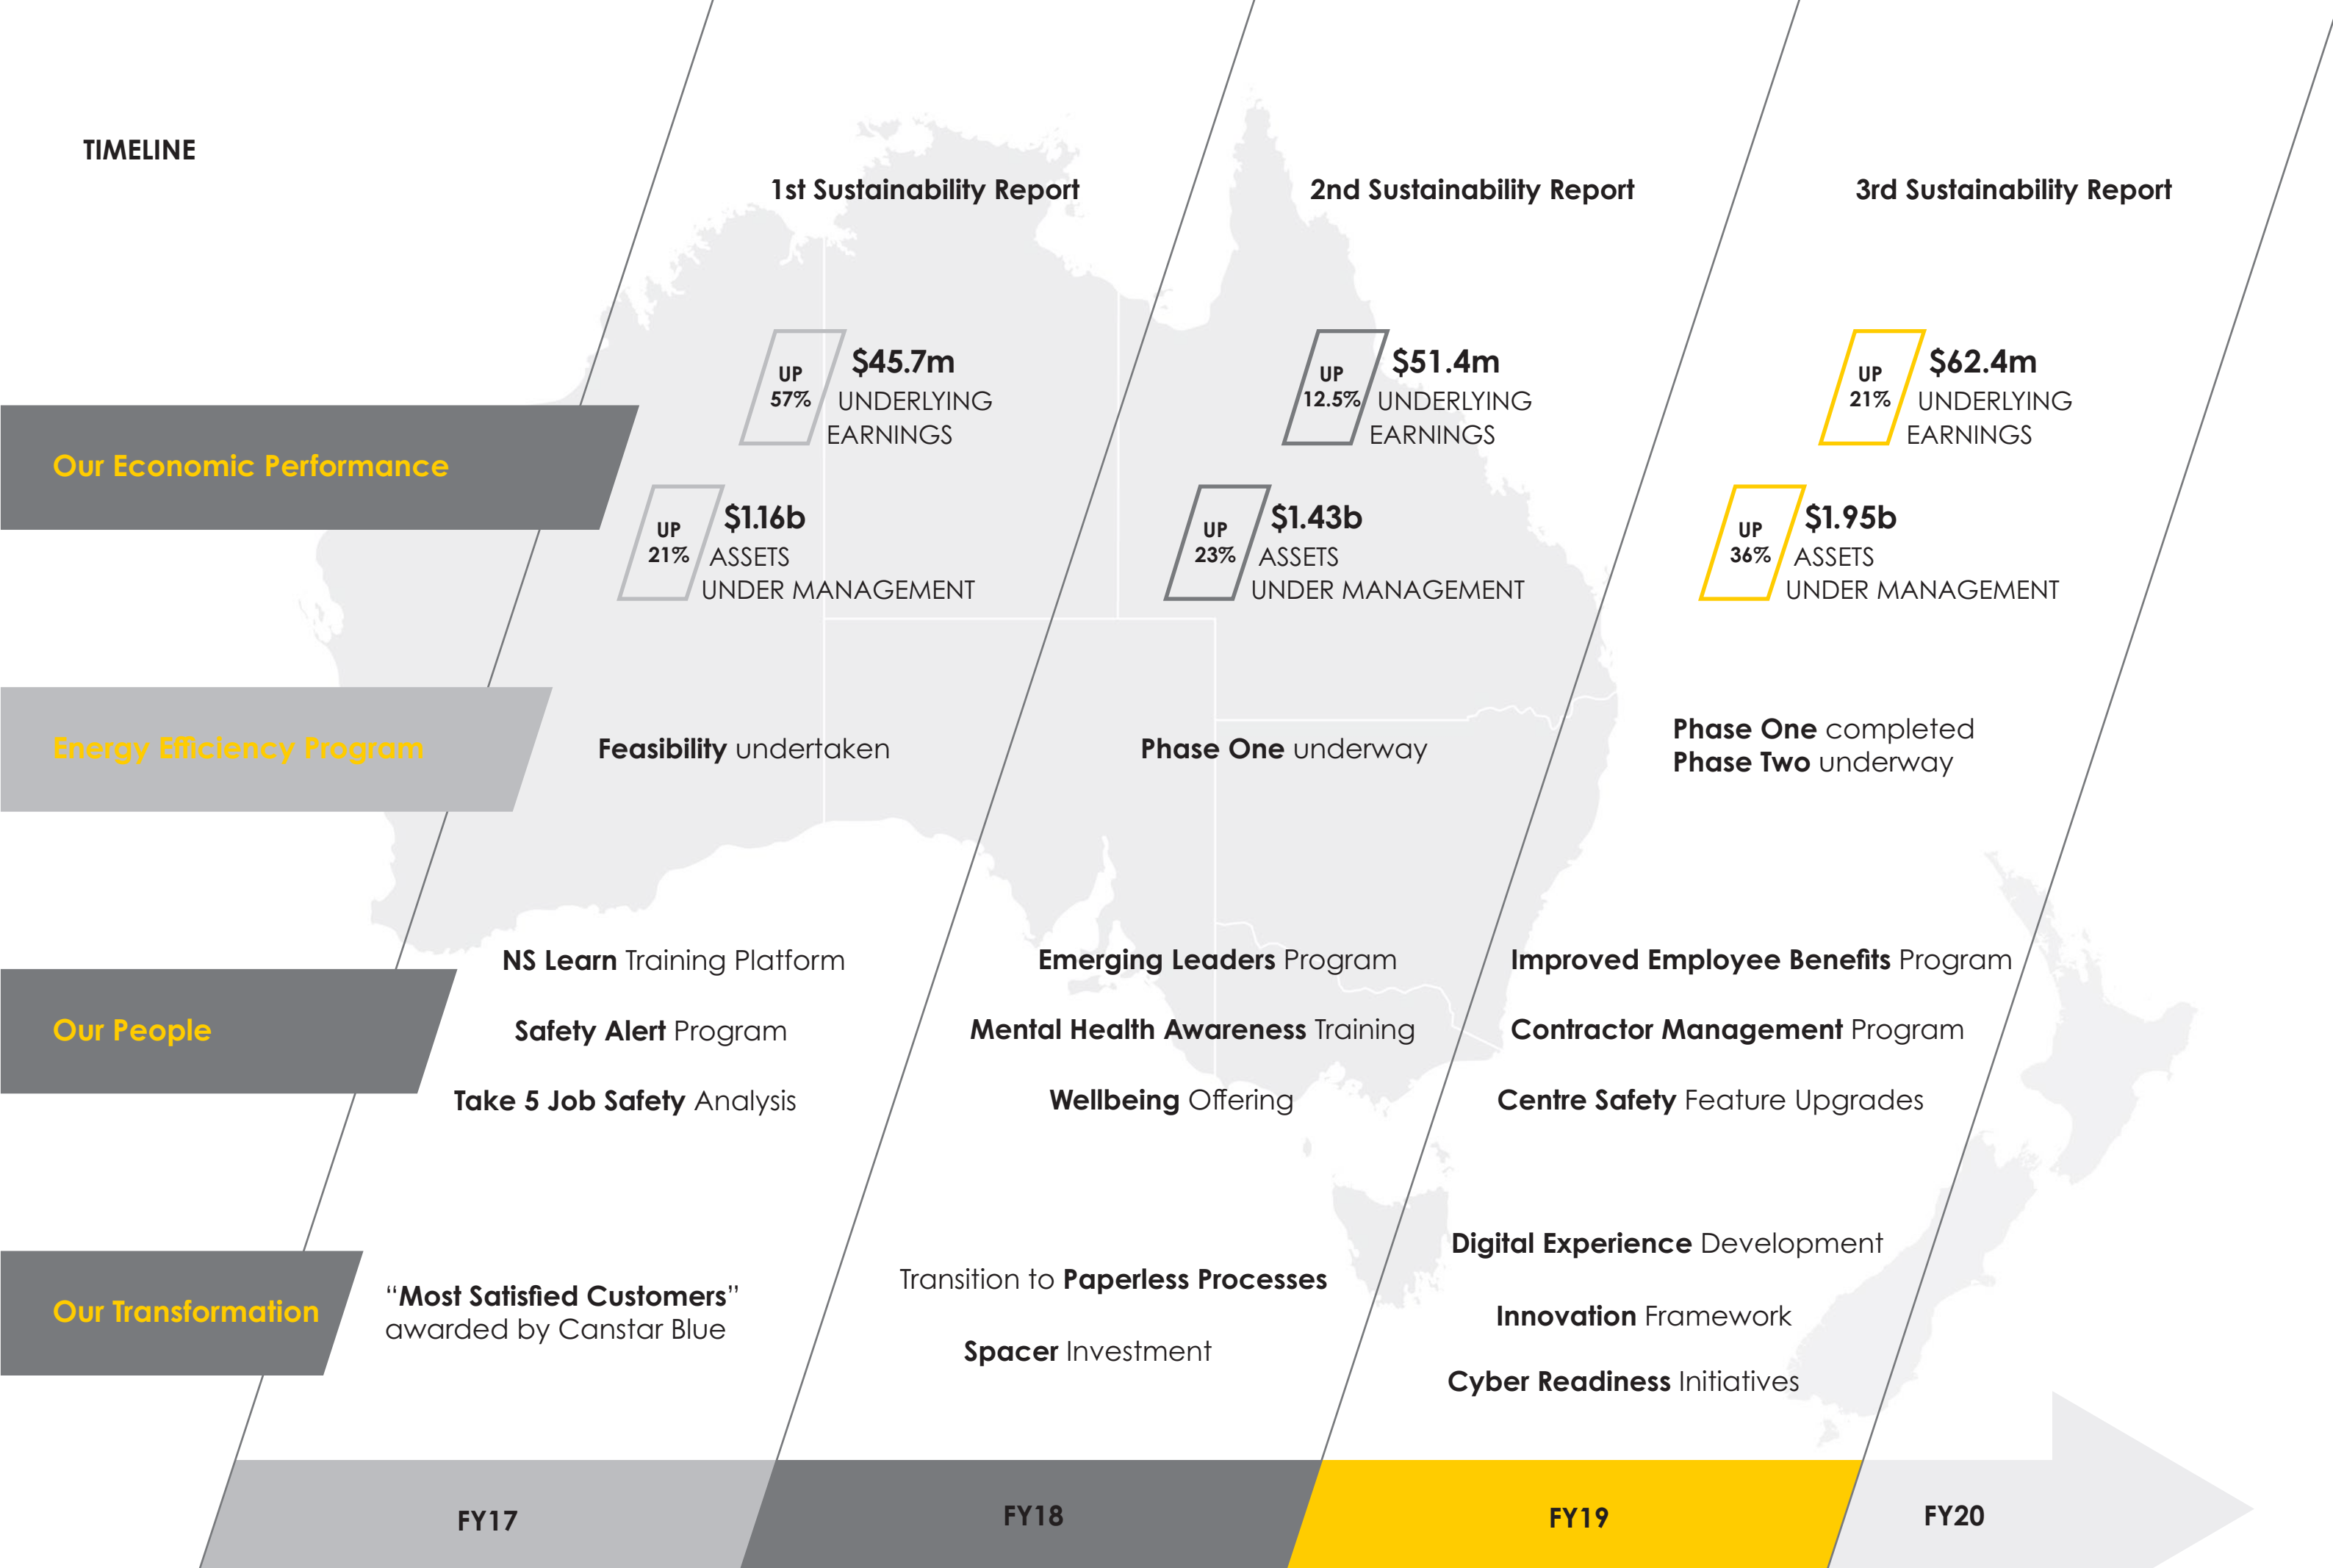 TIMELINE
1st Sustainability Report
2nd Sustainability Report
3rd Sustainability Report
Our Economic Performance
UP
57%
$45.7m
UNDERLYING
EARNINGS
UP
21%
$1.16b
ASSETS
UNDER MANAGEMENT
UP
12.5%
$51.4m
UNDERLYING
EARNINGS
UP
23%
$1.43b
ASSETS
UNDER MANAGEMENT
UP
21%
$62.4m
UNDERLYING
EARNINGS
UP
36%
$1.95b
ASSETS
UNDER MANAGEMENT
Energy Efficiency Program
Feasibility undertaken
Phase One underway
Phase One completed
Phase Two underway
Our People
NS Learn Training Platform
Safety Alert Program
Take 5 Job Safety Analysis
Emerging Leaders Program
Mental Health Awareness Training
Wellbeing Offering
Improved Employee Benefits Program
Contractor Management Program
Centre Safety Feature Upgrades
Our Transformation
“Most Satisfied Customers”
awarded by Canstar Blue
Transition to Paperless Processes
Spacer Investment
Digital Experience Development
Innovation Framework
Cyber Readiness Initiatives
FY17
FY18
FY19
FY20